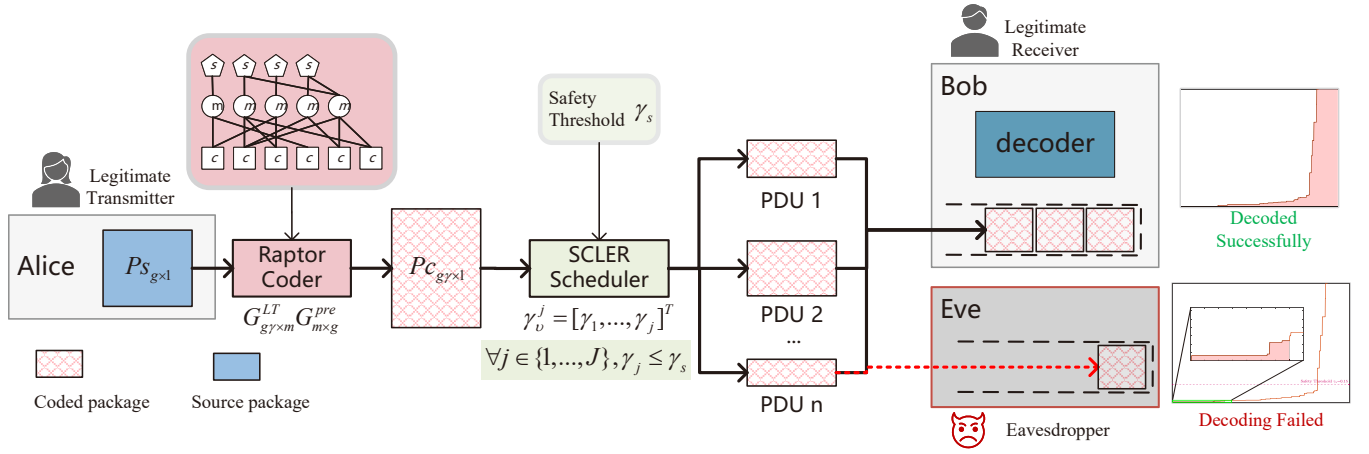 s s s s
m m m m m
c c c c c c
Safety
Threshold γ_s
Legitimate
Transmitter
Legitimate
Receiver
Alice
Ps_{g×1}
Raptor
Coder
G^{LT}_{gγ×m} G^{pre}_{m×g}
Pc_{gγ×1}
SCLER
Scheduler
γ^j_υ = [γ_1,...,γ_j]^T
∀j ∈ {1,...,J}, γ_j ≤ γ_s
PDU 1
PDU 2
...
PDU n
Bob
decoder
Decoded
Successfully
Eve
Eavesdropper
Decoding Failed
Coded package
Source package